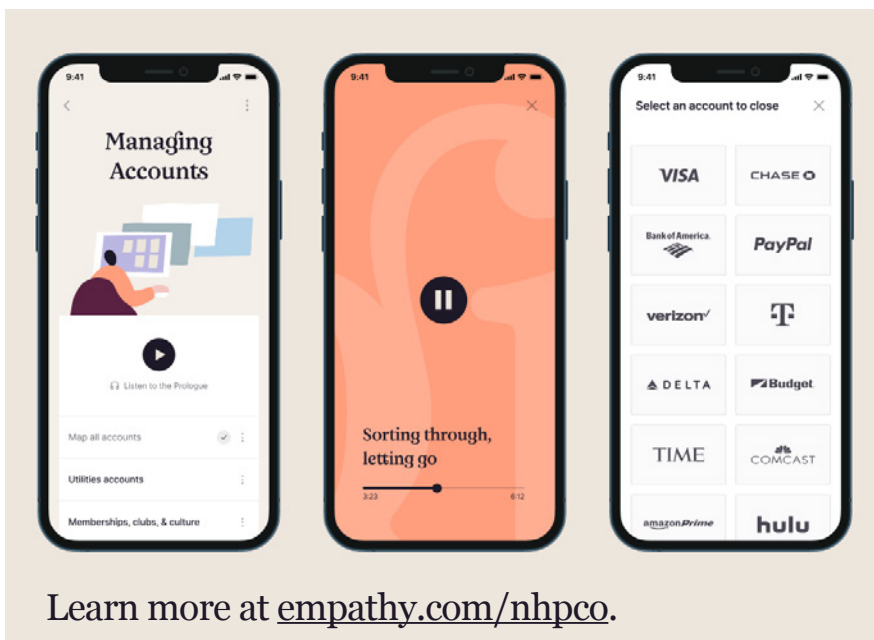 9:41
Managing
Accounts
Listen to the Prologue
Map all accounts
Utilities accounts
Memberships, clubs, & culture
9:41
Sorting through,
letting go
3:23
6:12
9:41
Select an account to close
VISA
CHASE
Bank of America
PayPal
verizon
T
DELTA
Budget
TIME
COMCAST
amazonPrime
hulu
Learn more at empathy.com/nhpco.